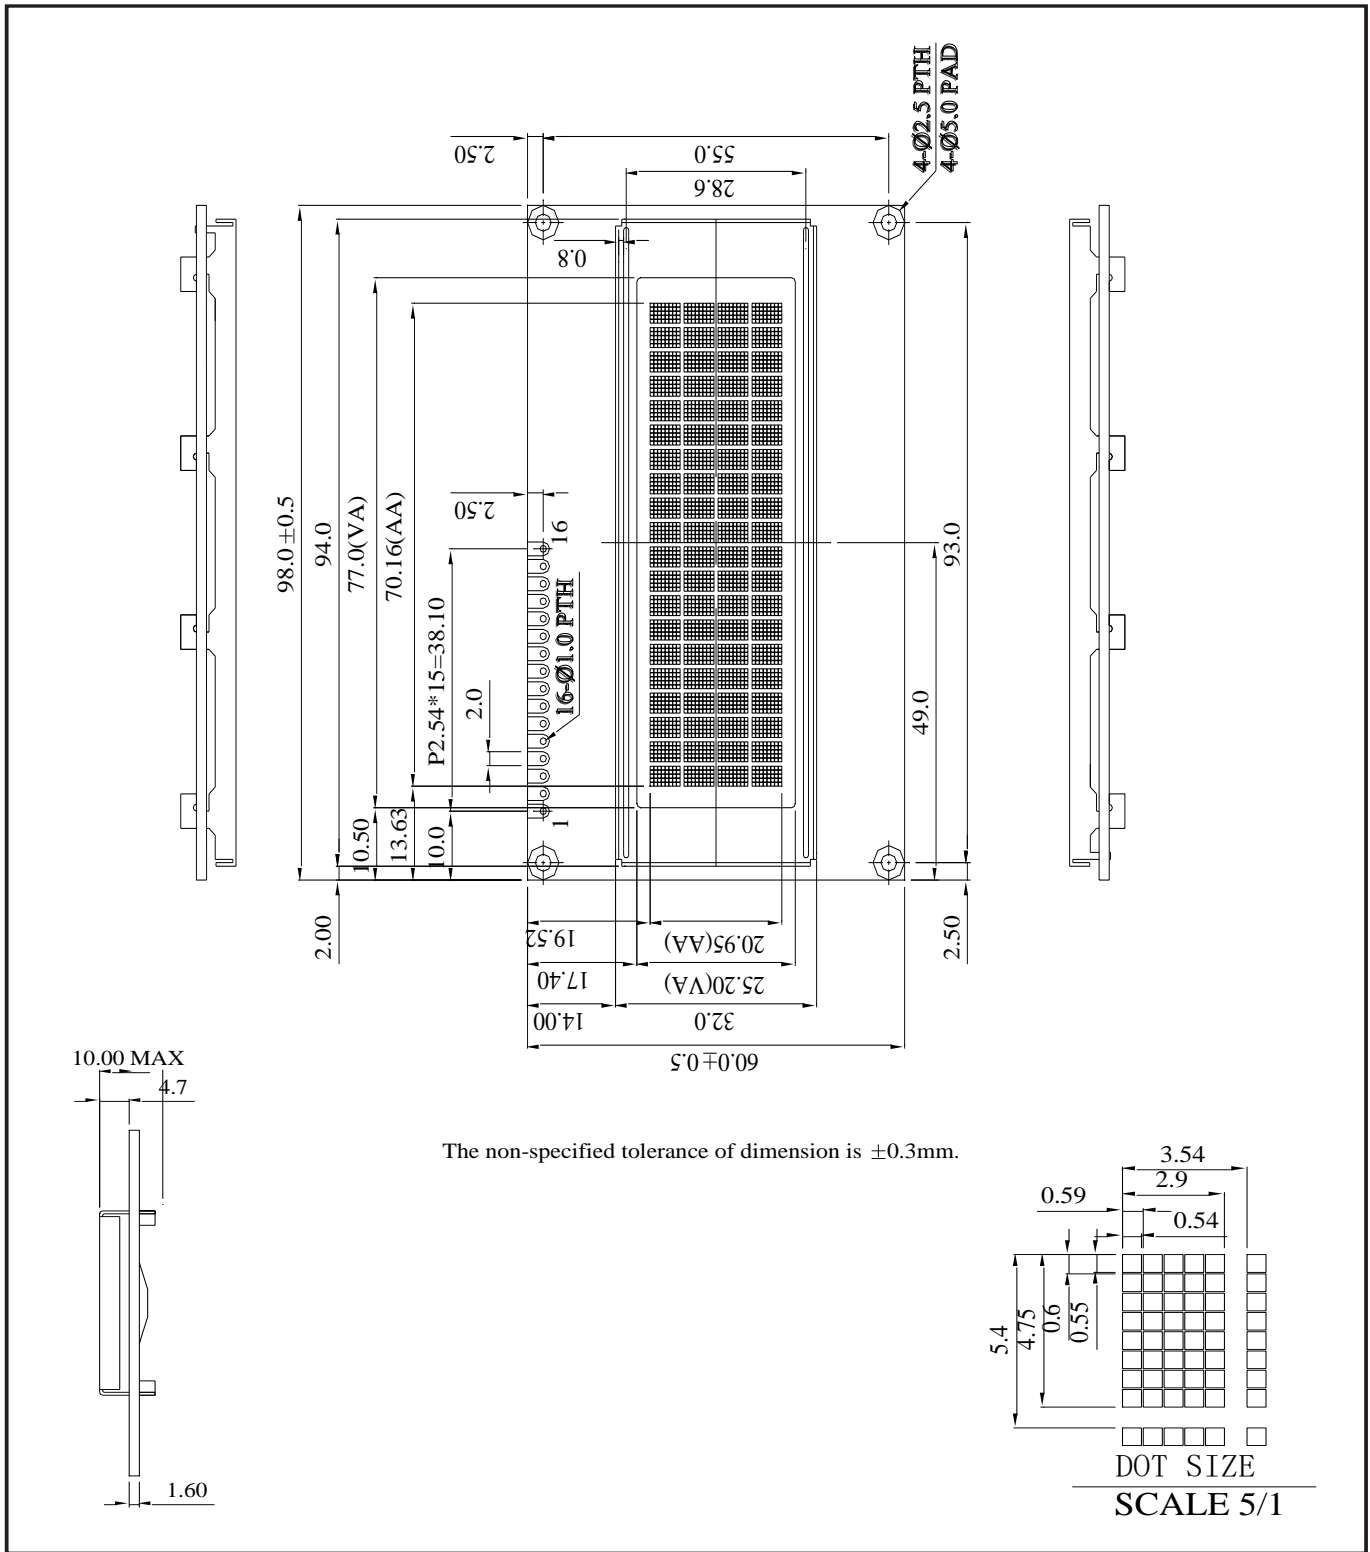 4-Ø2.5 PTH
4-Ø5.0 PAD
2.50
55.0
28.6
0.8
98.0±0.5
94.0
77.0(VA)
70.16(AA)
2.50
16
P2.54*15=38.10
2.0
16-Ø1.0 PTH
93.0
49.0
1
10.50
13.63
10.0
2.00
2.50
19.52
20.95(AA)
17.40
25.20(VA)
14.00
32.0
60.0±0.5
10.00 MAX
4.7
1.60
The non-specified tolerance of dimension is ±0.3mm.
3.54
2.9
0.59
0.54
5.4
4.75
0.6
0.55
DOT SIZE
SCALE 5/1